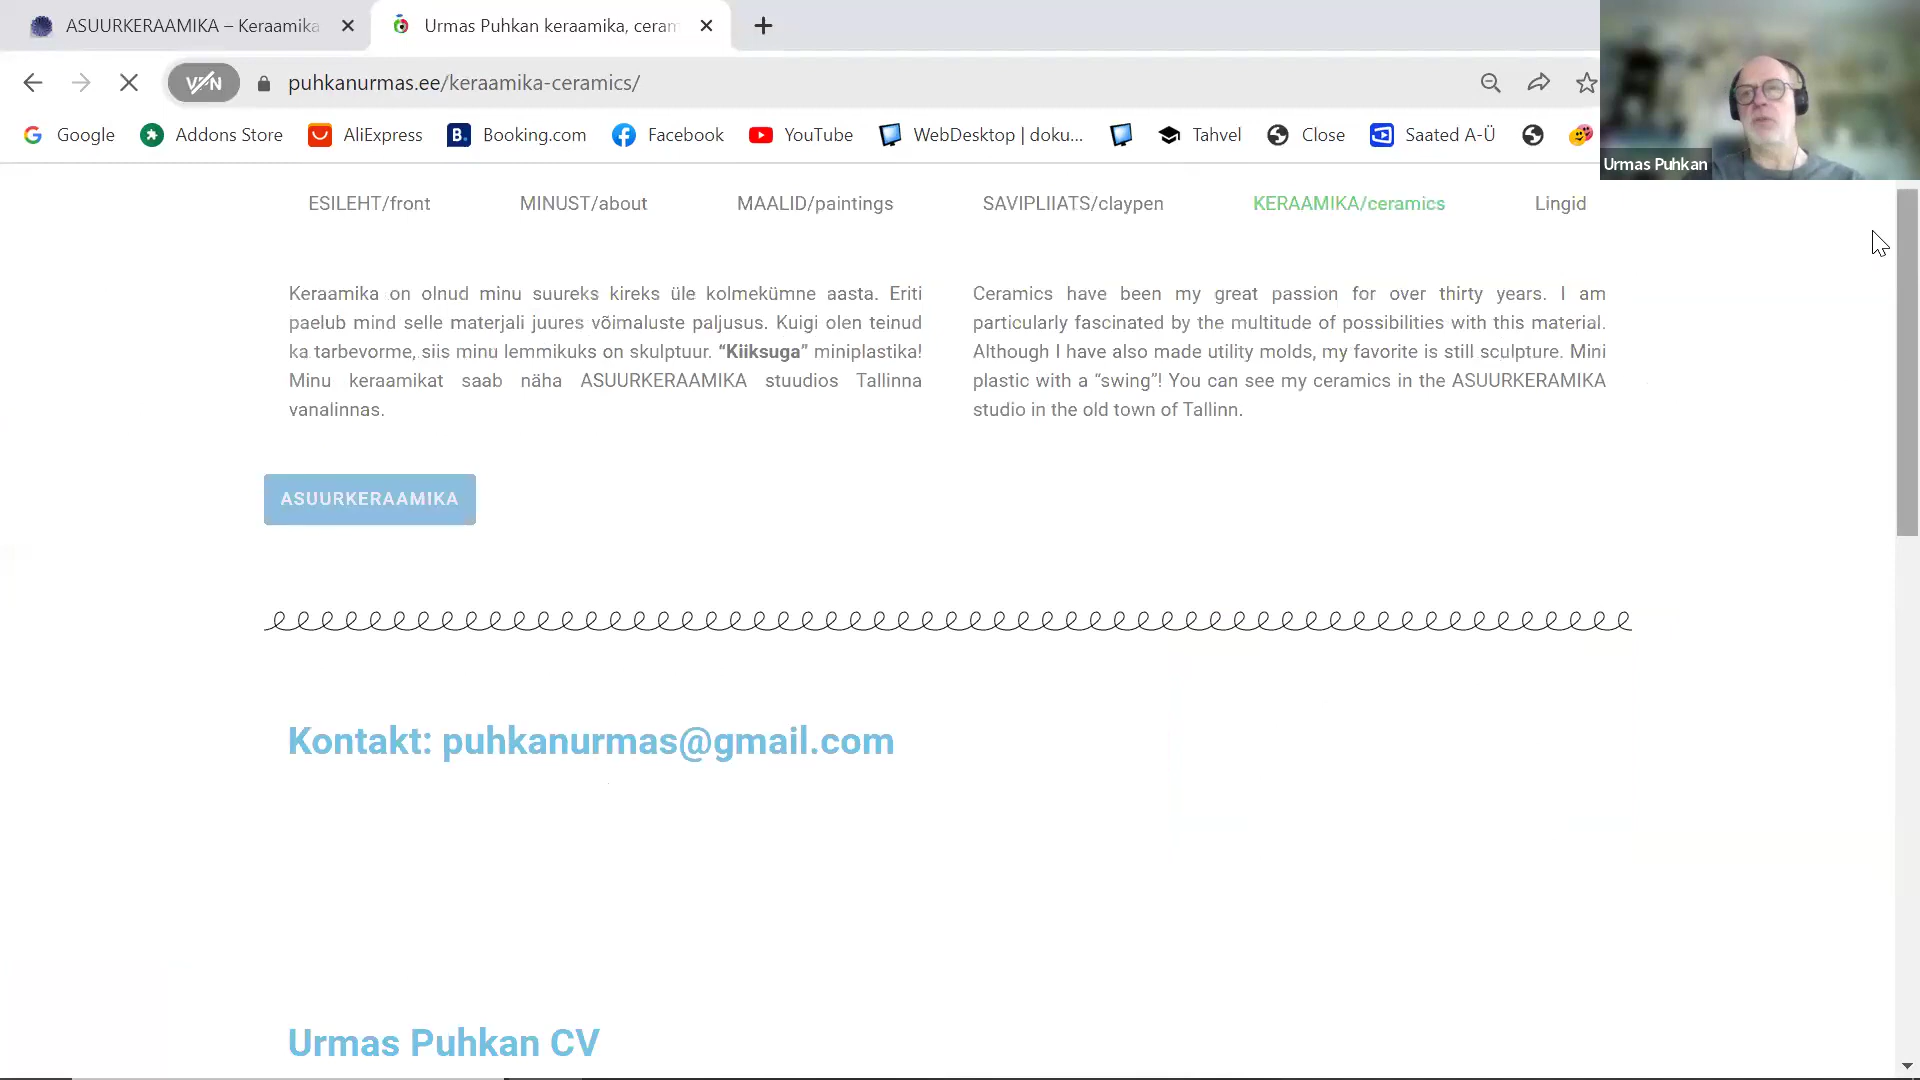 ASUURKERAAMIKA – Keraamika
Urmas Puhkan keraamika, ceram
puhkanurmas.ee/keraamika-ceramics/
Google
Addons Store
AliExpress
Booking.com
Facebook
YouTube
WebDesktop | doku...
Tahvel
Close
Saated A-Ü
Urmas Puhkan
ESILEHT/front
MINUST/about
MAALID/paintings
SAVIPLIIATS/claypen
KERAAMIKA/ceramics
Lingid
Keraamika on olnud minu suureks kireks üle kolmekümne aasta. Eriti
paelub mind selle materjali juures võimaluste paljusus. Kuigi olen teinud
ka tarbevorme, siis minu lemmikuks on skulptuur. “Kiiksuga” miniplastika!
Minu keraamikat saab näha ASUURKERAAMIKA stuudios Tallinna
vanalinnas.
Ceramics have been my great passion for over thirty years. I am
particularly fascinated by the multitude of possibilities with this material.
Although I have also made utility molds, my favorite is still sculpture. Mini
plastic with a “swing”! You can see my ceramics in the ASUURKERAMIKA
studio in the old town of Tallinn.
ASUURKERAAMIKA
Kontakt: puhkanurmas@gmail.com
Urmas Puhkan CV